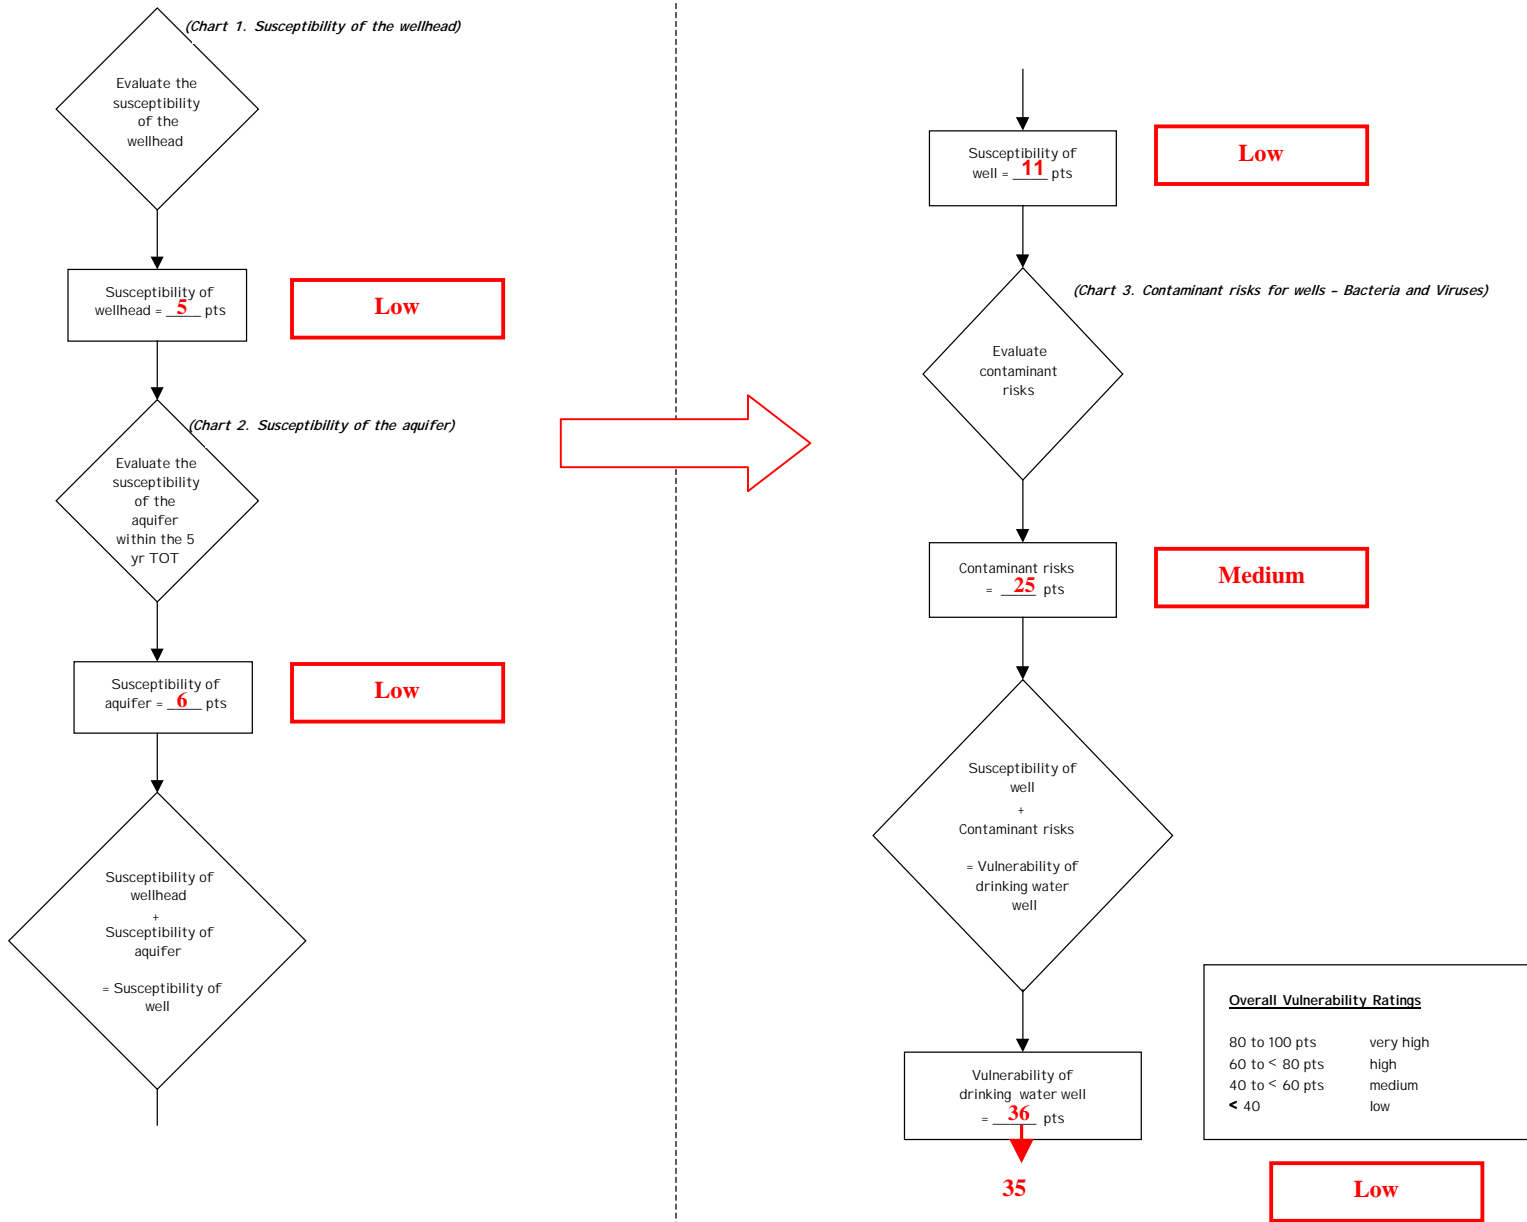 (Chart 1. Susceptibility of the wellhead)
Evaluate the
susceptibility
of the
wellhead
Susceptibility of
wellhead = __5__ pts
Low
(Chart 2. Susceptibility of the aquifer)
Evaluate the
susceptibility
of the
aquifer
within the 5
yr TOT
Susceptibility of
aquifer = __6__ pts
Low
Susceptibility of
wellhead
+
Susceptibility of
aquifer
= Susceptibility of
well
Susceptibility of
well = __11__ pts
Low
(Chart 3. Contaminant risks for wells – Bacteria and Viruses)
Evaluate
contaminant
risks
Contaminant risks
= __25__ pts
Medium
Susceptibility of
well
+
Contaminant risks
= Vulnerability of
drinking water
well
Vulnerability of
drinking water well
= __36__ pts
35
Overall Vulnerability Ratings
80 to 100 pts very high
60 to < 80 pts high
40 to < 60 pts medium
< 40 low
Low